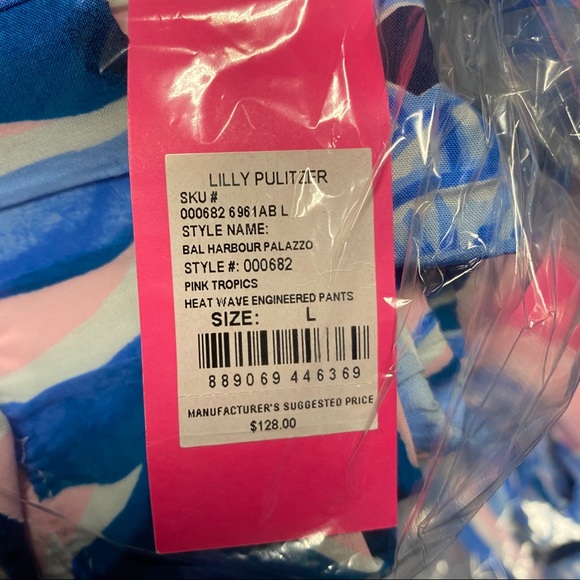 LILLY PULITZER
SKU #
000682 6961AB L
STYLE NAME:
BAL HARBOUR PALAZZO
STYLE #: 000682
PINK TROPICS
HEAT WAVE ENGINEERED PANTS
SIZE: L
889069 446369
MANUFACTURER'S SUGGESTED PRICE
$128.00